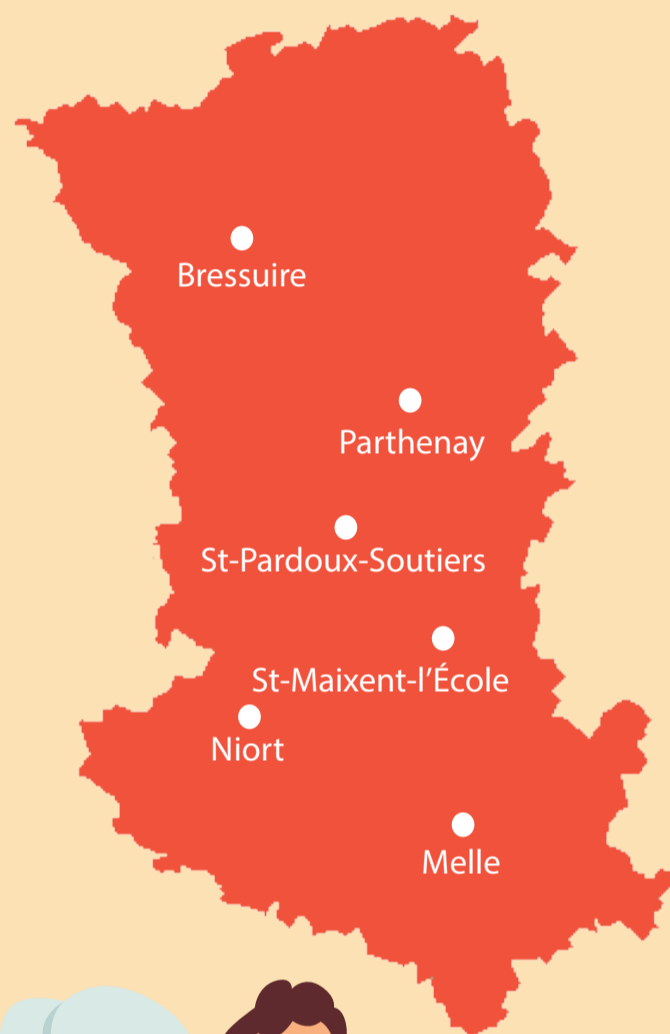 Bressuire
Parthenay
St-Pardoux-Soutiers
St-Maixent-l'École
Niort
Melle